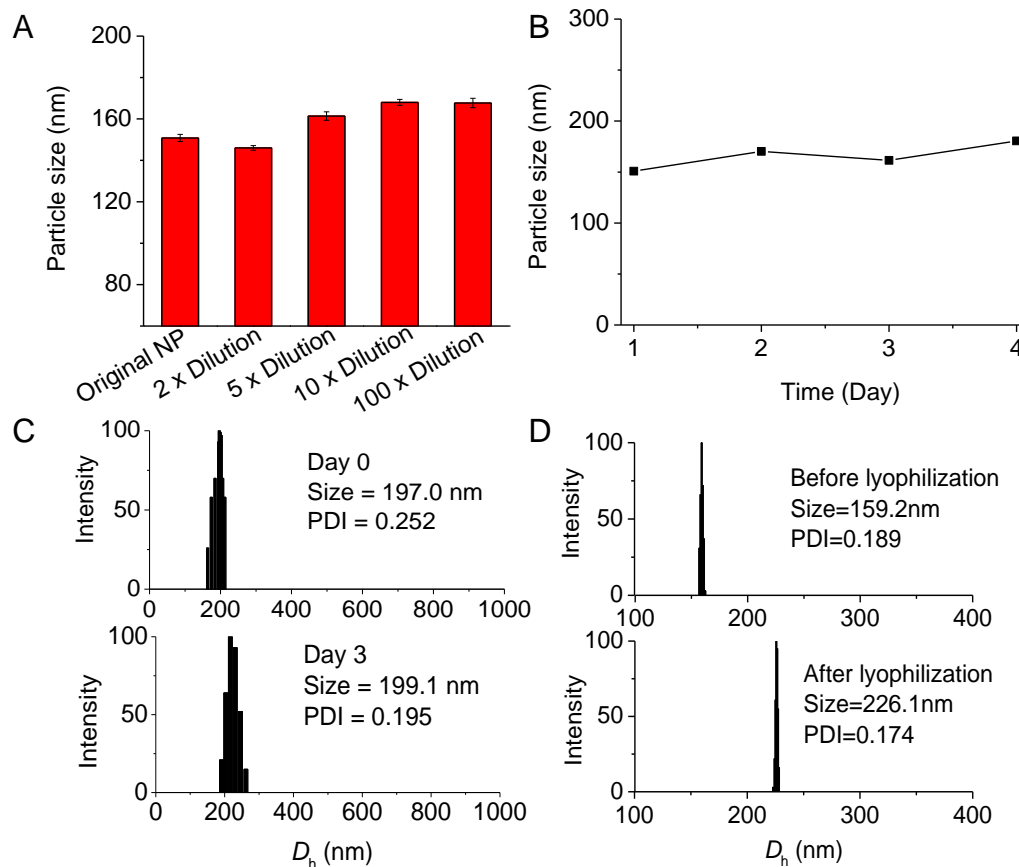 A
Particle size (nm)
200
160
120
80
Original NP
2 x Dilution
5 x Dilution
10 x Dilution
100 x Dilution
B
Particle size (nm)
300
250
200
150
100
50
0
1 2 3 4
Time (Day)
C
Intensity
100
50
0
Day 0
Size = 197.0 nm
PDI = 0.252
0 200 400 600 800 1000
Intensity
100
50
0
Day 3
Size = 199.1 nm
PDI = 0.195
0 200 400 600 800 1000
Dh (nm)
D
Intensity
100
50
0
Before lyophilization
Size=159.2nm
PDI=0.189
100 200 300 400
Intensity
100
50
0
After lyophilization
Size=226.1nm
PDI=0.174
100 200 300 400
Dh (nm)